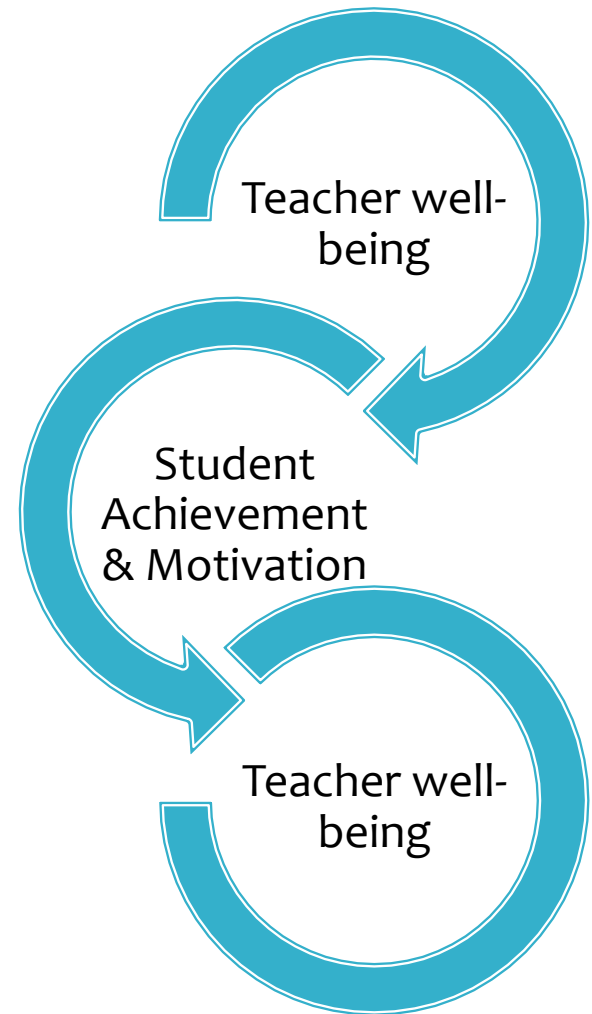 Teacher well-
being
Student
Achievement
& Motivation
Teacher well-
being